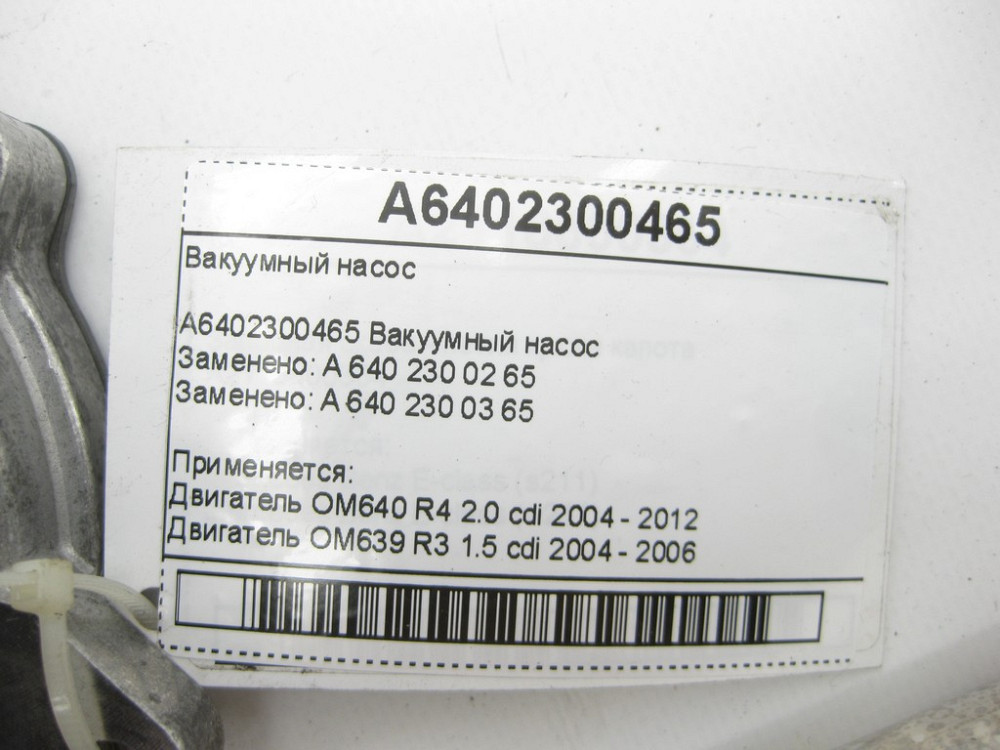 A6402300465
Вакуумный насос
A6402300465 Вакуумный насос
Заменено: A 640 230 02 65
Заменено: A 640 230 03 65
Применяется:
Двигатель OM640 R4 2.0 cdi 2004 - 2012
Двигатель OM639 R3 1.5 cdi 2004 - 2006